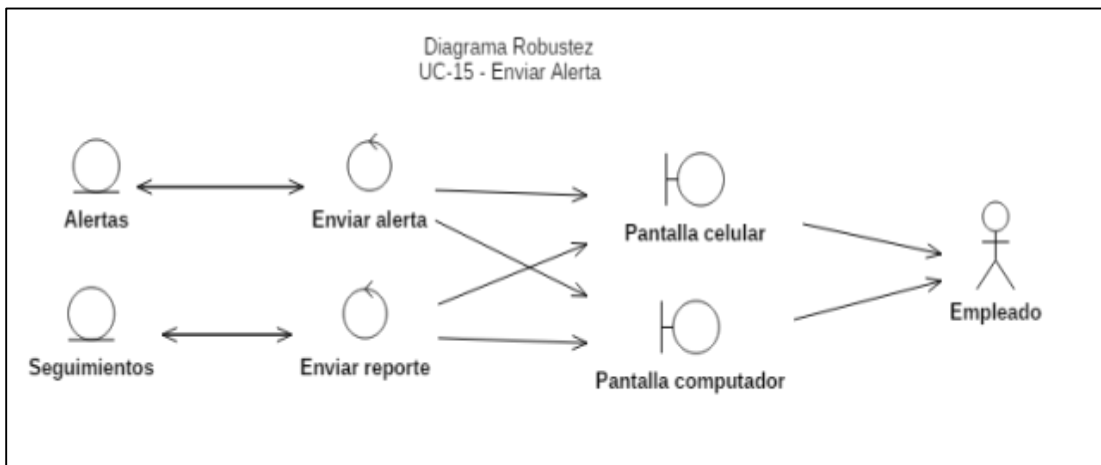 Diagrama Robustez
UC-15 - Enviar Alerta
Alertas
Enviar alerta
Pantalla celular
Empleado
Seguimientos
Enviar reporte
Pantalla computador